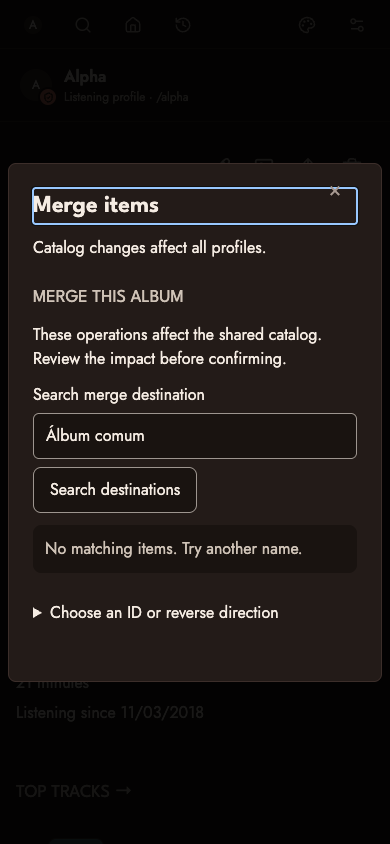 A
Alpha
A
Listening profile · /alpha
Merge items
×
Catalog changes affect all profiles.
MERGE THIS ALBUM
These operations affect the shared catalog.
Review the impact before confirming.
Search merge destination
Álbum comum
Search destinations
No matching items. Try another name.
▶ Choose an ID or reverse direction
21 minutes
Listening since 11/03/2018
TOP TRACKS →